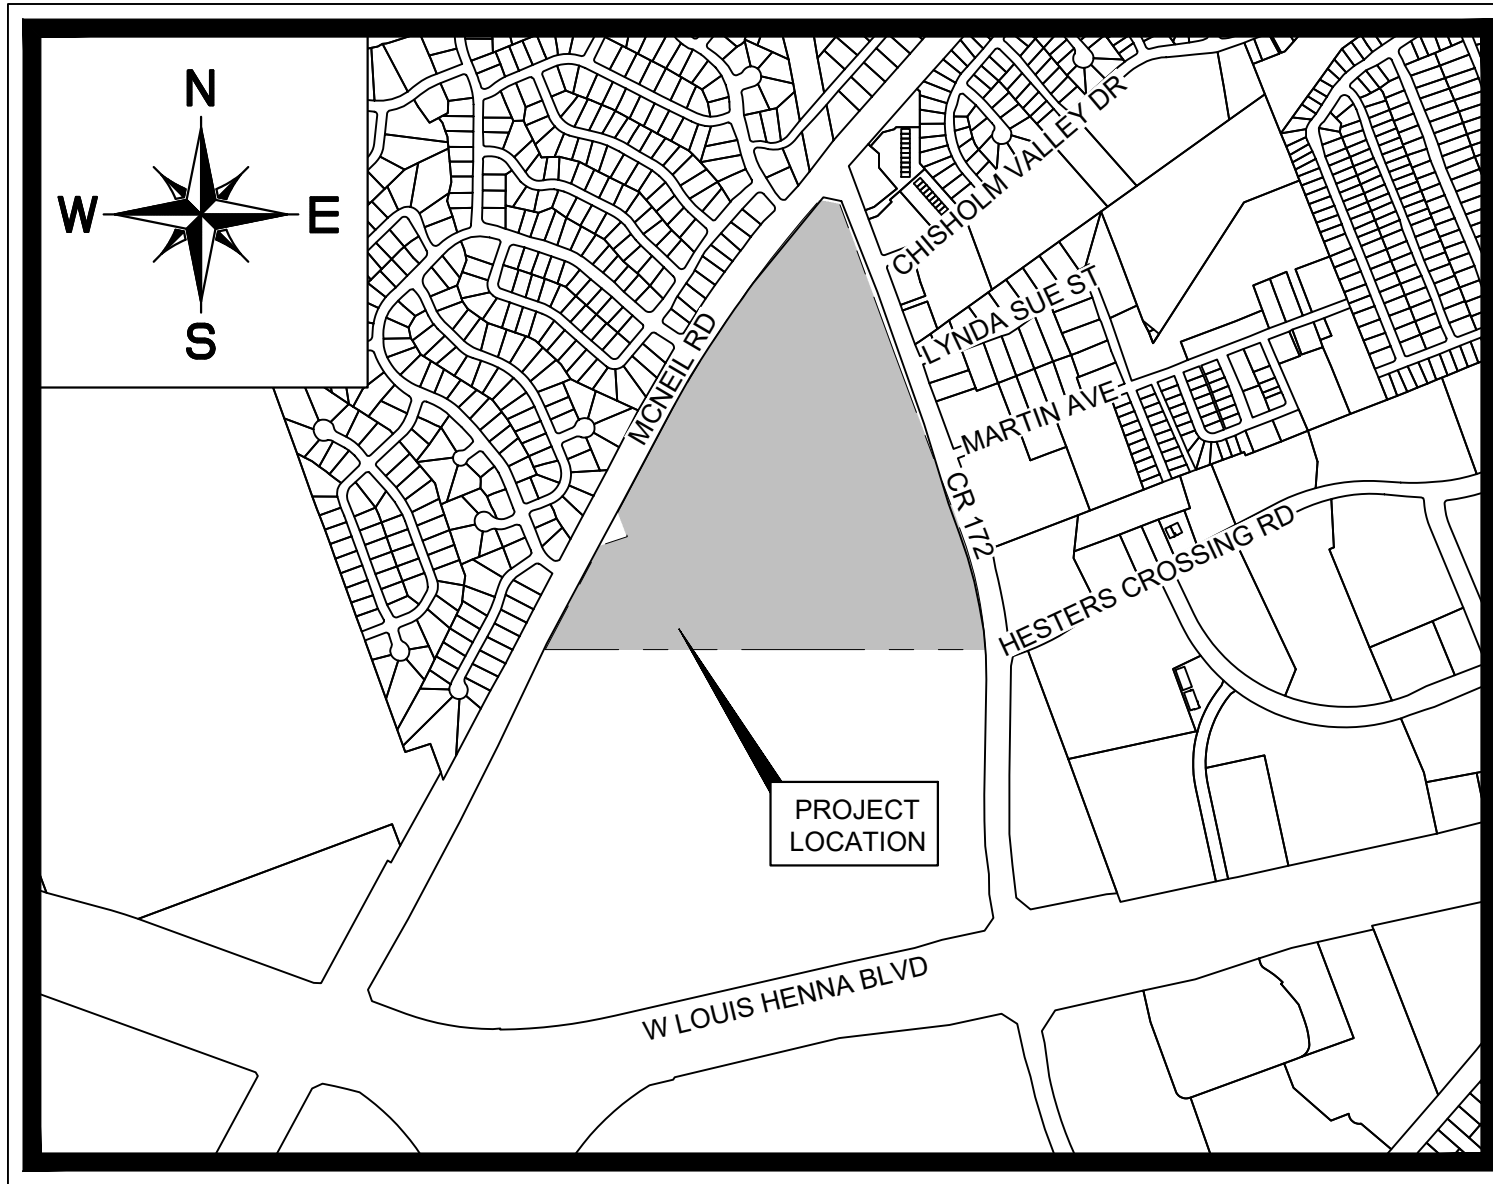 N
W
E
S
CHISHOLM VALLEY DR
LYNDA SUE ST
MCNEIL RD
MARTIN AVE
CR 172
HESTERS CROSSING RD
PROJECT
LOCATION
W LOUIS HENNA BLVD